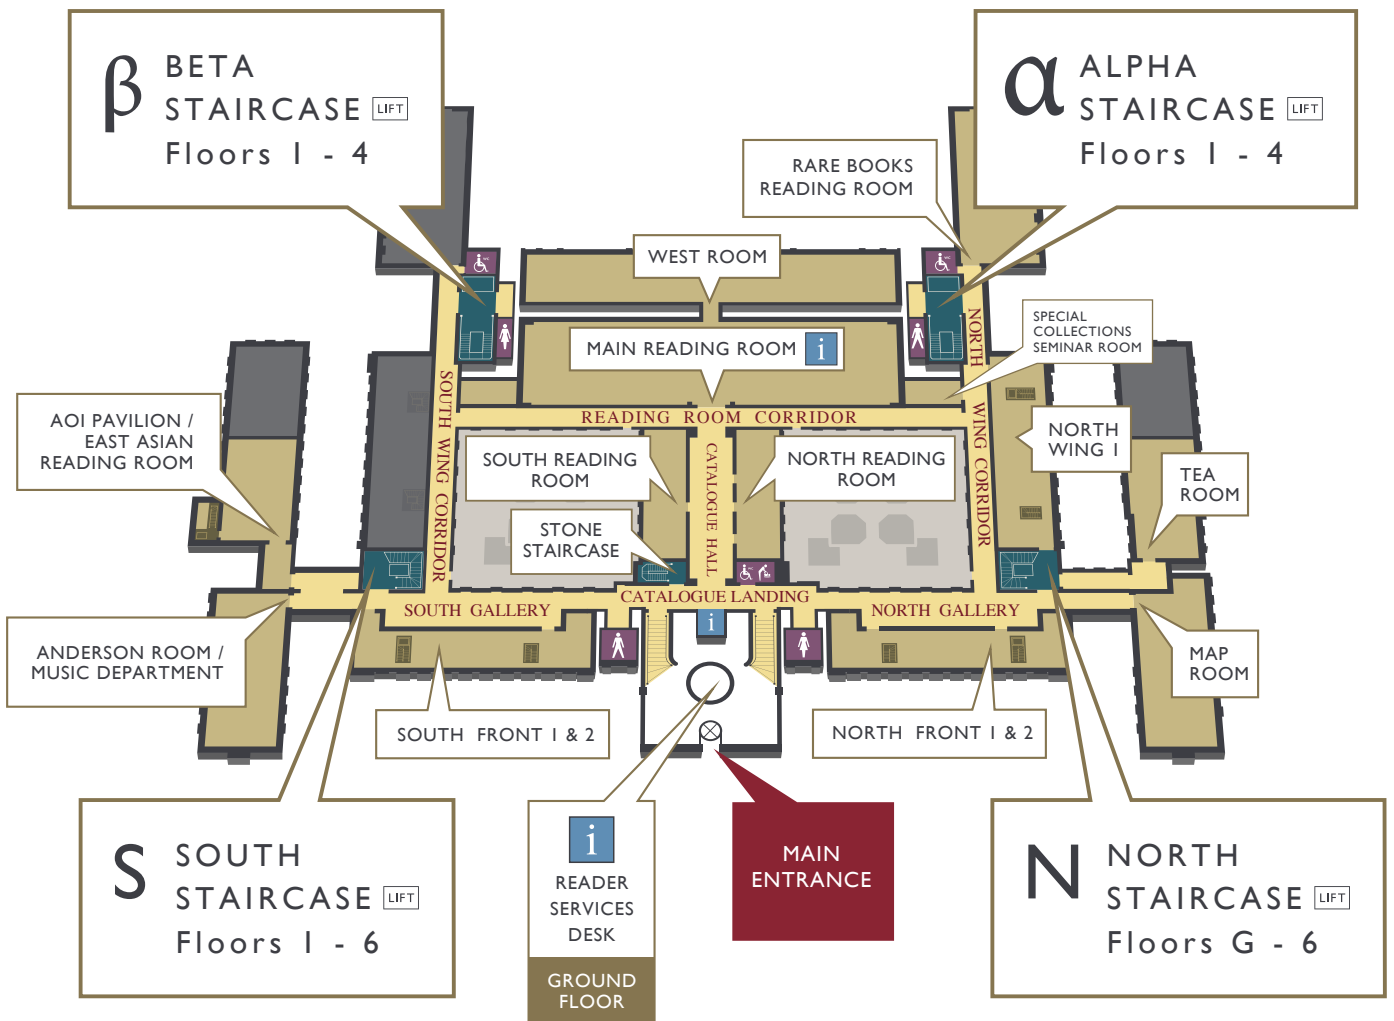 β
BETA
STAIRCASE LIFT
Floors 1 - 4
α
ALPHA
STAIRCASE LIFT
Floors 1 - 4
RARE BOOKS
READING ROOM
WEST ROOM
WC
WC
MAIN READING ROOM i
SPECIAL
COLLECTIONS
SEMINAR ROOM
NORTH WING CORRIDOR
SOUTH WING CORRIDOR
READING ROOM CORRIDOR
AOI PAVILION /
EAST ASIAN
READING ROOM
SOUTH READING
ROOM
CATALOGUE HALL
NORTH READING
ROOM
NORTH
WING 1
TEA
ROOM
STONE
STAIRCASE
WC
SOUTH GALLERY
CATALOGUE LANDING
NORTH GALLERY
i
ANDERSON ROOM /
MUSIC DEPARTMENT
MAP
ROOM
SOUTH FRONT 1 & 2
NORTH FRONT 1 & 2
S
SOUTH
STAIRCASE LIFT
Floors 1 - 6
i
READER
SERVICES
DESK
GROUND
FLOOR
MAIN
ENTRANCE
N
NORTH
STAIRCASE LIFT
Floors G - 6